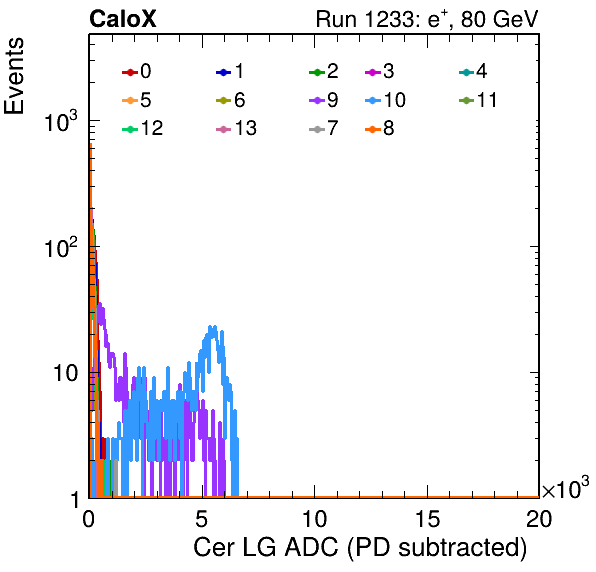 CaloX Run 1233: e+, 80 GeV
Events
0 1 2 3 4
5 6 9 10 11
12 13 7 8
10³
10²
10
1
0 5 10 15 20
×10³
Cer LG ADC (PD subtracted)